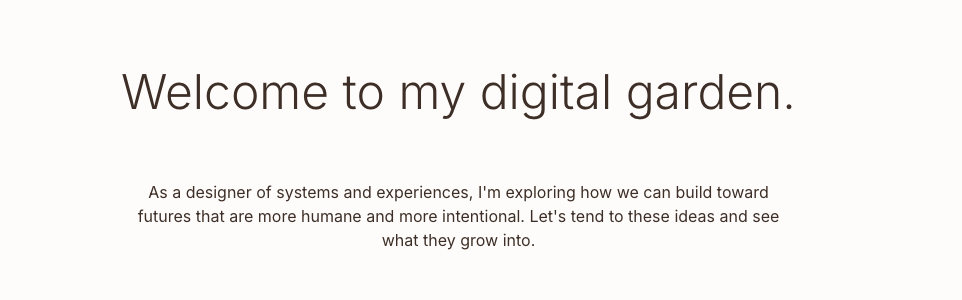 Welcome to my digital garden.
As a designer of systems and experiences, I'm exploring how we can build toward
futures that are more humane and more intentional. Let's tend to these ideas and see
what they grow into.